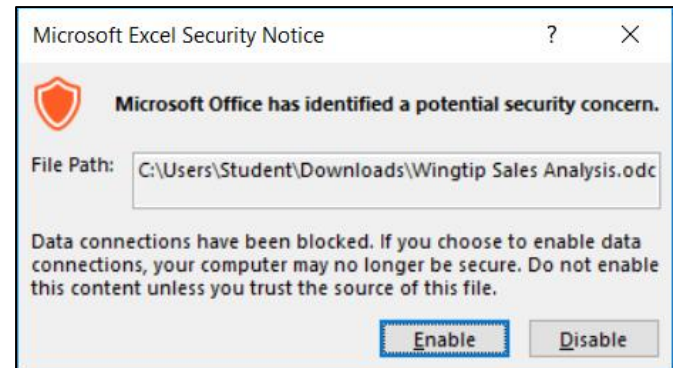 Microsoft Excel Security Notice ? ×
Microsoft Office has identified a potential security concern.
File Path: C:\Users\Student\Downloads\Wingtip Sales Analysis.odc
Data connections have been blocked. If you choose to enable data
connections, your computer may no longer be secure. Do not enable
this content unless you trust the source of this file.
Enable Disable